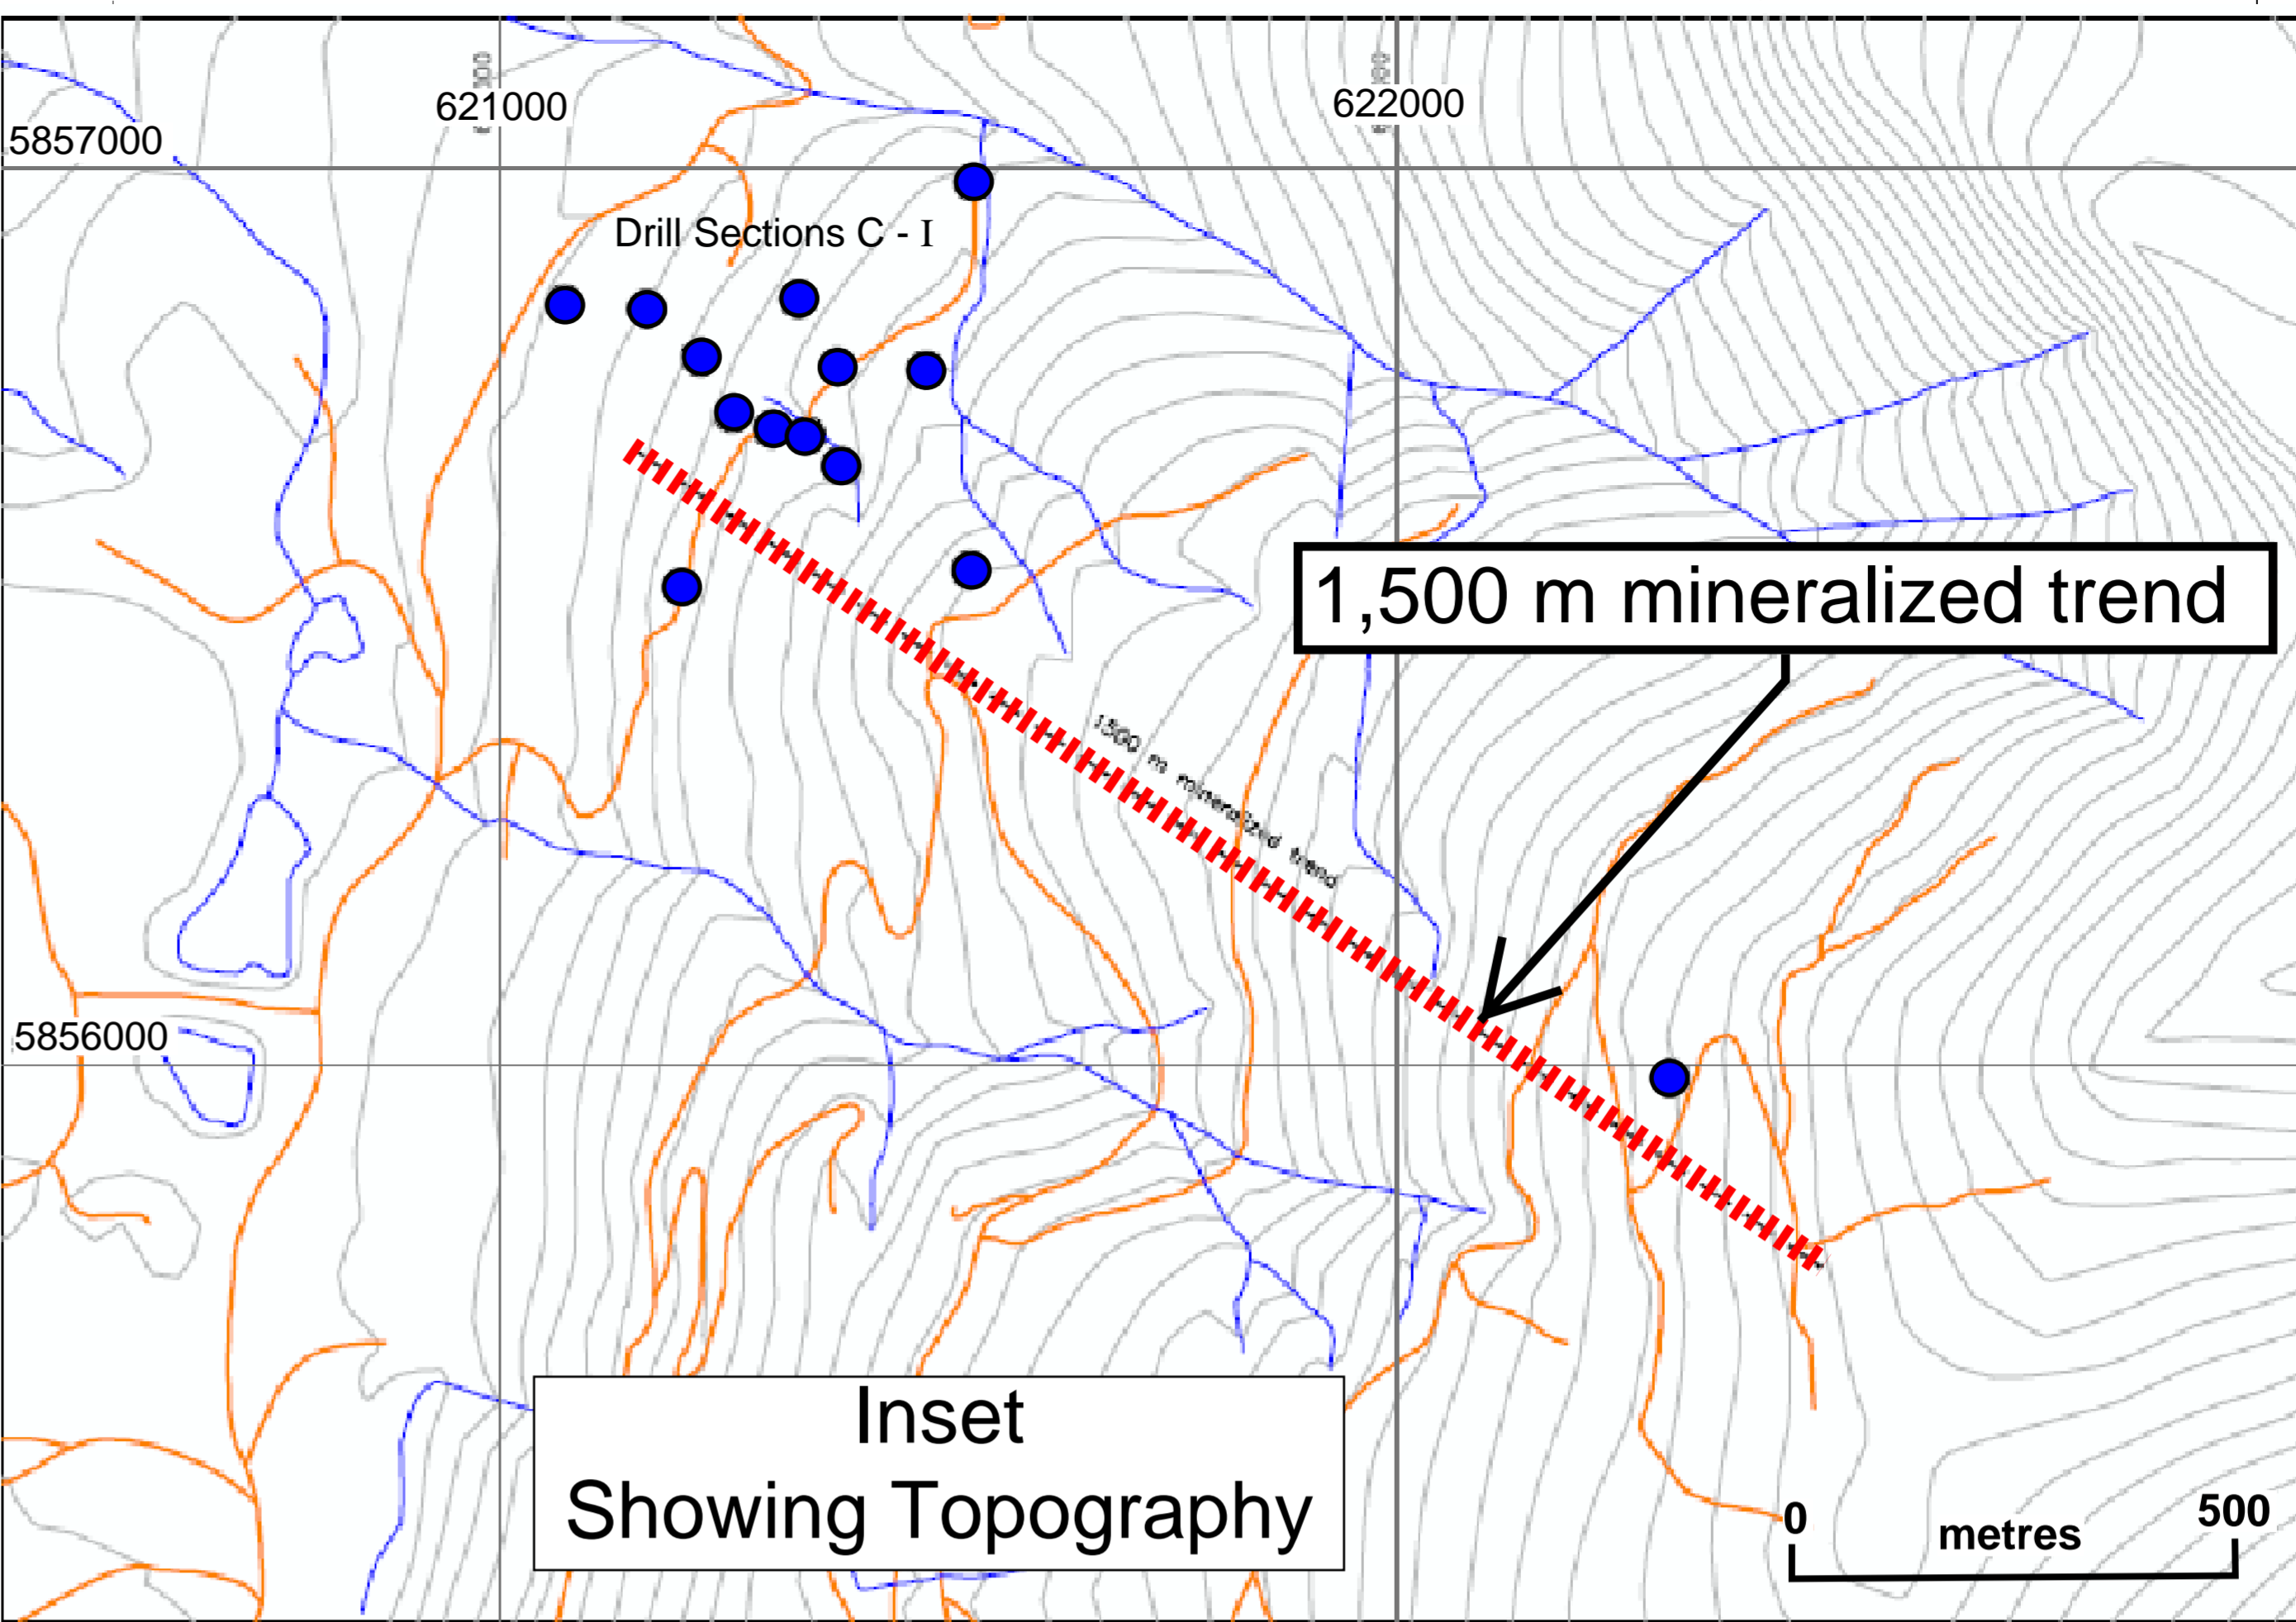 621000
622000
5857000
Drill Sections C - I
1,500 m mineralized trend
1500 m mineralized trend
5856000
Inset
Showing Topography
0
metres
500